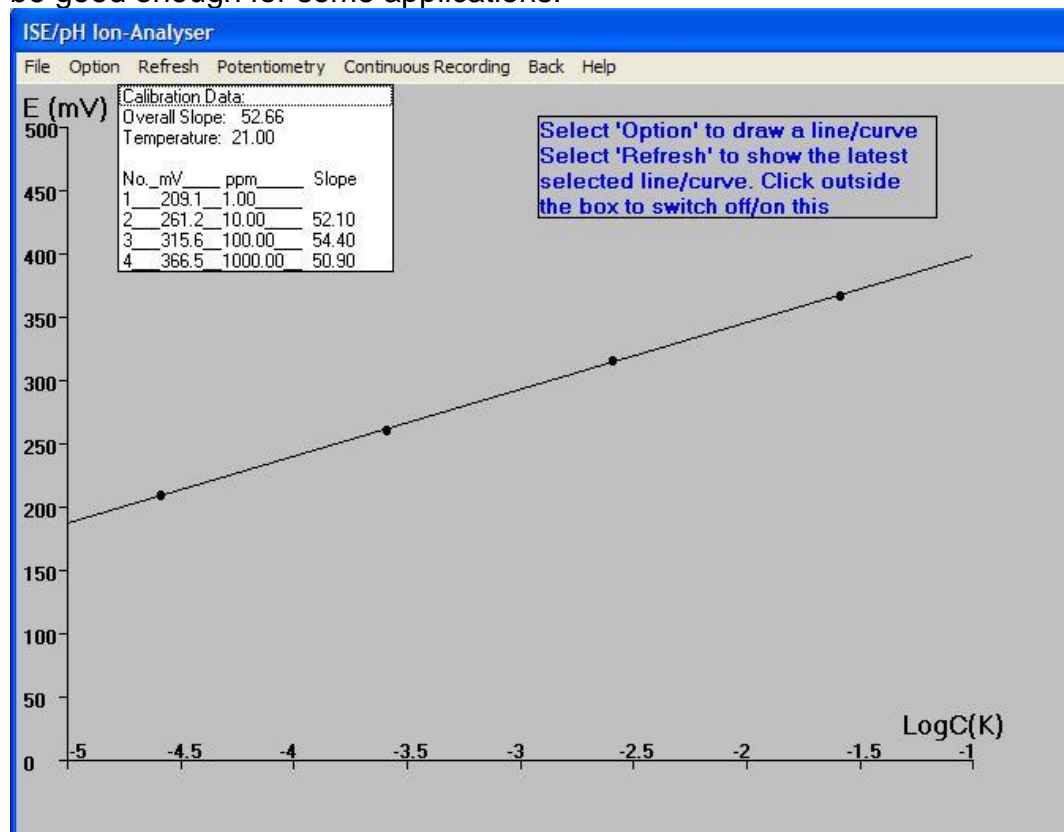 be good enough for some applications.
ISE/pH Ion-Analyser
File Option Refresh Potentiometry Continuous Recording Back Help
E (mV)
Calibration Data:
Overall Slope: 52.66
Temperature: 21.00
No._mV____ ppm______ Slope
1___209.1__1.00______
2___261.2__10.00_____ 52.10
3___315.6__100.00____ 54.40
4___366.5__1000.00___ 50.90
Select 'Option' to draw a line/curve
Select 'Refresh' to show the latest
selected line/curve. Click outside
the box to switch off/on this
500
450
400
350
300
250
200
150
100
50
0
LogC(K)
-5 -4.5 -4 -3.5 -3 -2.5 -2 -1.5 -1